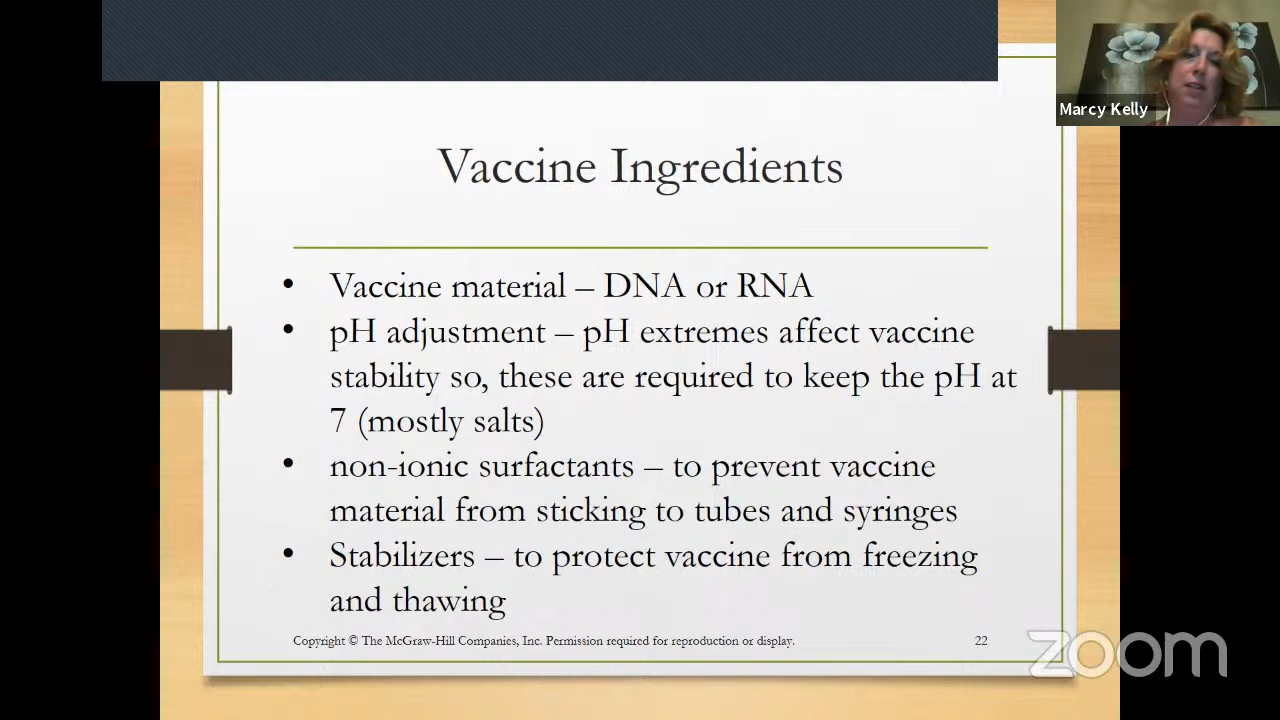 Marcy Kelly
Vaccine Ingredients
• Vaccine material – DNA or RNA
• pH adjustment – pH extremes affect vaccine
stability so, these are required to keep the pH at
7 (mostly salts)
• non-ionic surfactants – to prevent vaccine
material from sticking to tubes and syringes
• Stabilizers – to protect vaccine from freezing
and thawing
Copyright © The McGraw-Hill Companies, Inc. Permission required for reproduction or display.
22
zoom